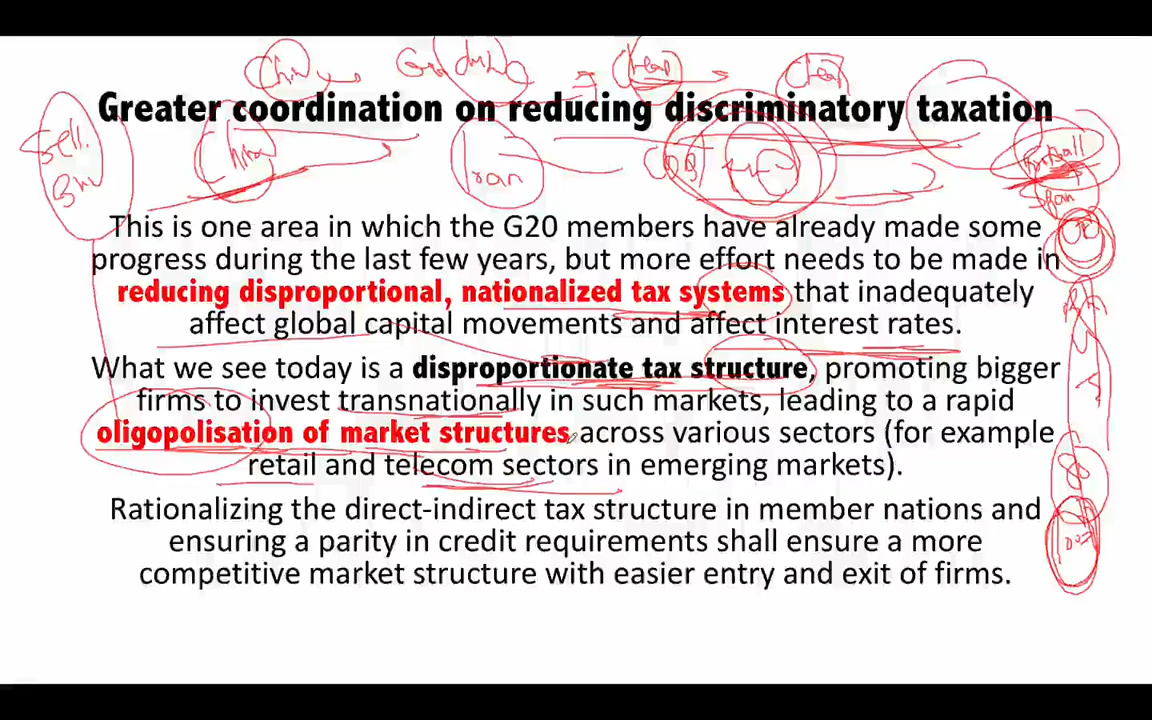 Chin
cheap
cheap
Greater coordination on reducing discriminatory taxation
Sell
ran
This is one area in which the G20 members have already made some
progress during the last few years, but more effort needs to be made in
reducing disproportional, nationalized tax systems that inadequately
affect global capital movements and affect interest rates.
What we see today is a disproportionate tax structure, promoting bigger
firms to invest transnationally in such markets, leading to a rapid
oligopolisation of market structures across various sectors (for example
retail and telecom sectors in emerging markets).
Rationalizing the direct-indirect tax structure in member nations and
ensuring a parity in credit requirements shall ensure a more
competitive market structure with easier entry and exit of firms.